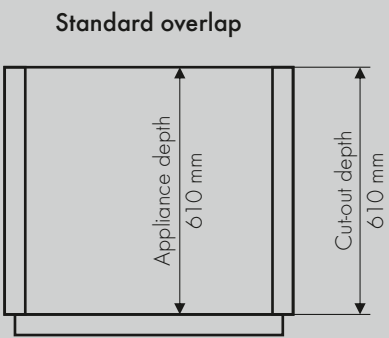 Standard overlap
Appliance depth
610 mm
Cut-out depth
610 mm